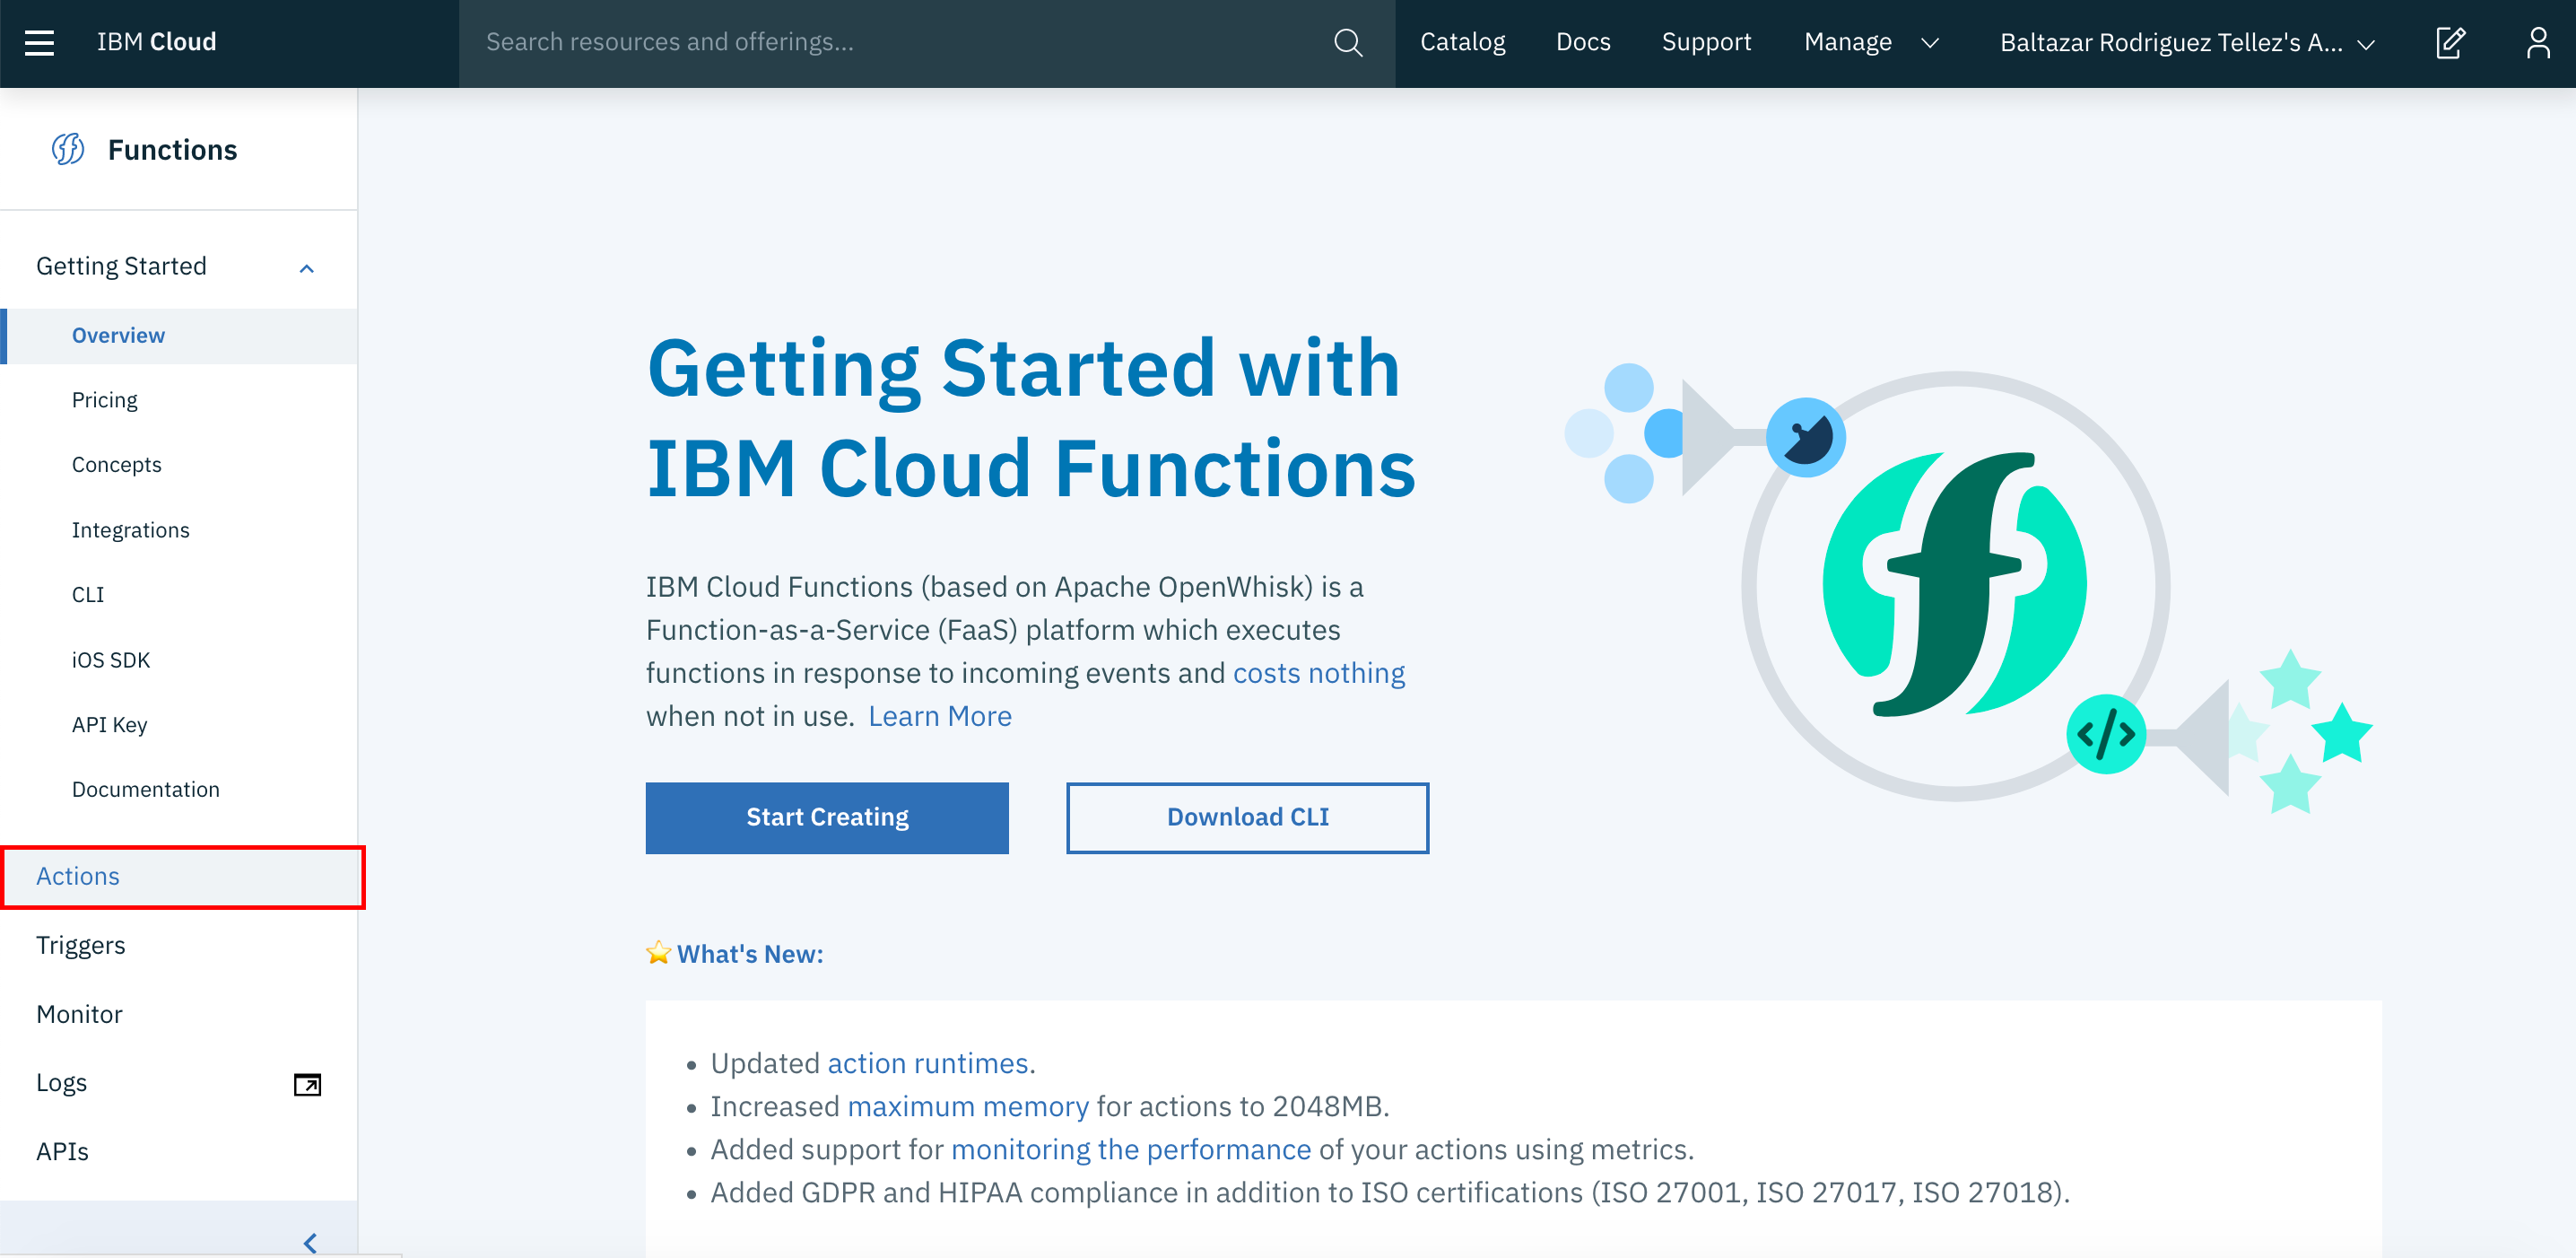 IBM Cloud
Search resources and offerings...
Catalog
Docs
Support
Manage
Baltazar Rodriguez Tellez's A...
Functions
Getting Started
Overview
Pricing
Concepts
Integrations
CLI
iOS SDK
API Key
Documentation
Actions
Triggers
Monitor
Logs
APIs
Getting Started with
IBM Cloud Functions
IBM Cloud Functions (based on Apache OpenWhisk) is a
Function-as-a-Service (FaaS) platform which executes
functions in response to incoming events and costs nothing
when not in use. Learn More
Start Creating
Download CLI
What's New:
• Updated action runtimes.
• Increased maximum memory for actions to 2048MB.
• Added support for monitoring the performance of your actions using metrics.
• Added GDPR and HIPAA compliance in addition to ISO certifications (ISO 27001, ISO 27017, ISO 27018).